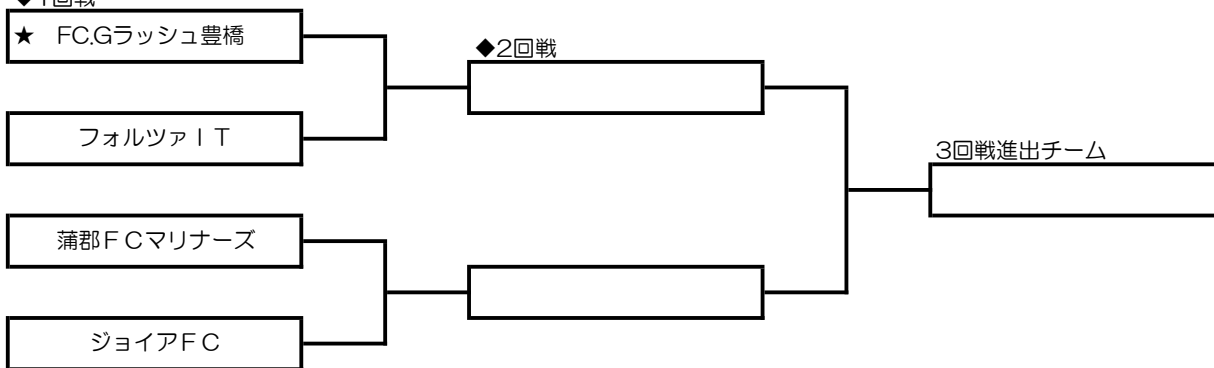 ◆1回戦
★ FC.Gラッシュ豊橋
◆2回戦
フォルツァIT
3回戦進出チーム
蒲郡FCマリナーズ
ジョイアFC